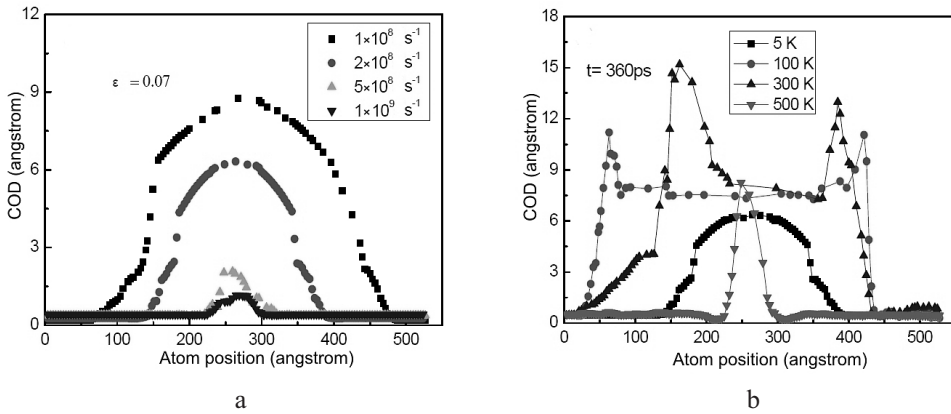 12
9
6
3
0
COD (angstrom)
ε = 0.07
1×10⁸ s⁻¹
2×10⁸ s⁻¹
5×10⁸ s⁻¹
1×10⁹ s⁻¹
0 100 200 300 400 500
Atom position (angstrom)
a
18
15
12
9
6
3
0
COD (angstrom)
t= 360ps
5 K
100 K
300 K
500 K
0 100 200 300 400 500
Atom position (angstrom)
b